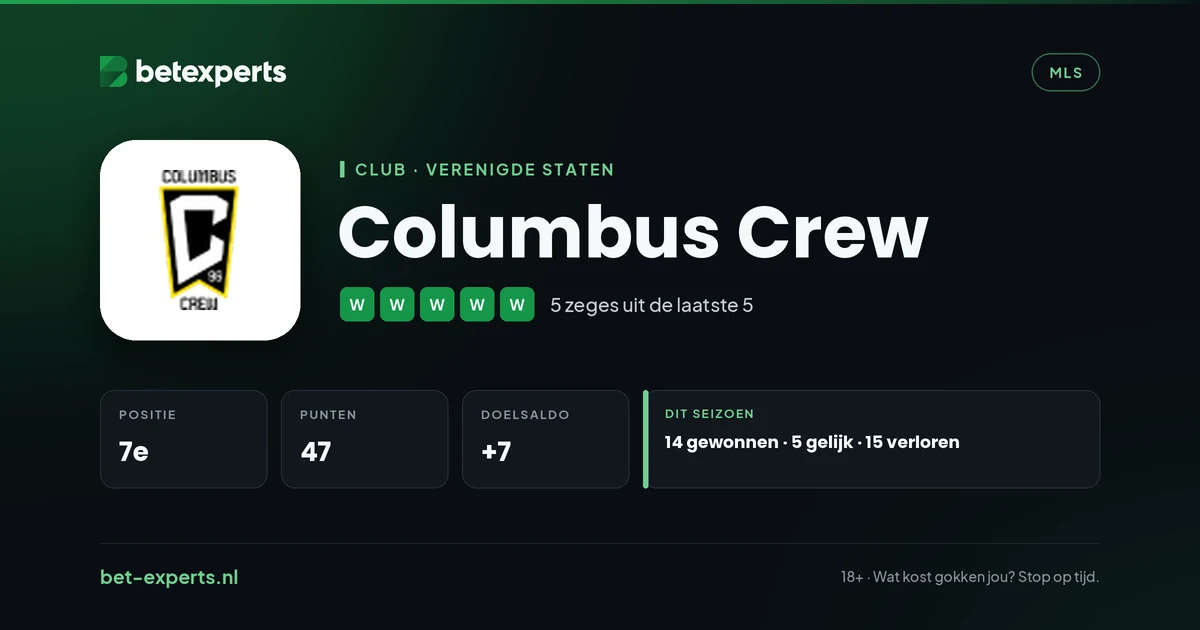 betexperts
MLS
COLUMBUS
C
96
CREW
CLUB · VERENIGDE STATEN
Columbus Crew
W W W W W 5 zeges uit de laatste 5
POSITIE
7e
PUNTEN
47
DOELSALDO
+7
DIT SEIZOEN
14 gewonnen · 5 gelijk · 15 verloren
bet-experts.nl
18+ · Wat kost gokken jou? Stop op tijd.